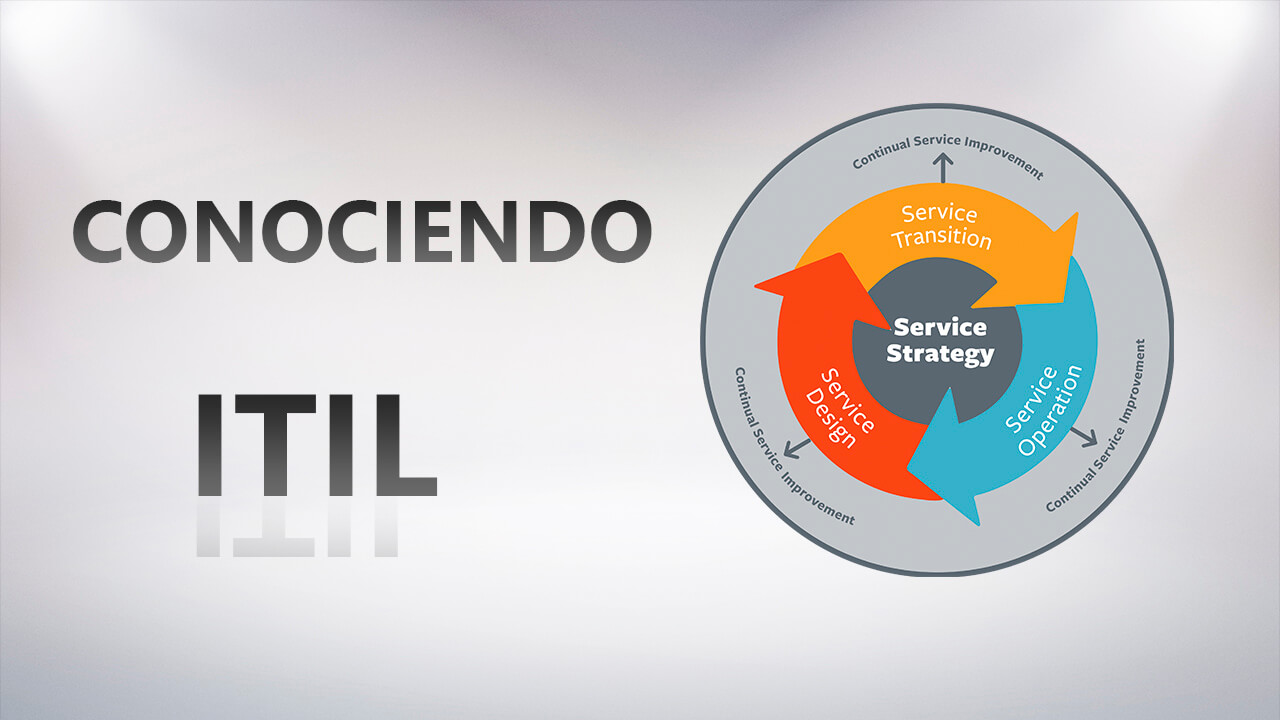 CONOCIENDO
ITIL
Continual Service Improvement
Service
Transition
Service
Strategy
Service
Design
Service
Operation
Continual Service Improvement
Continual Service Improvement